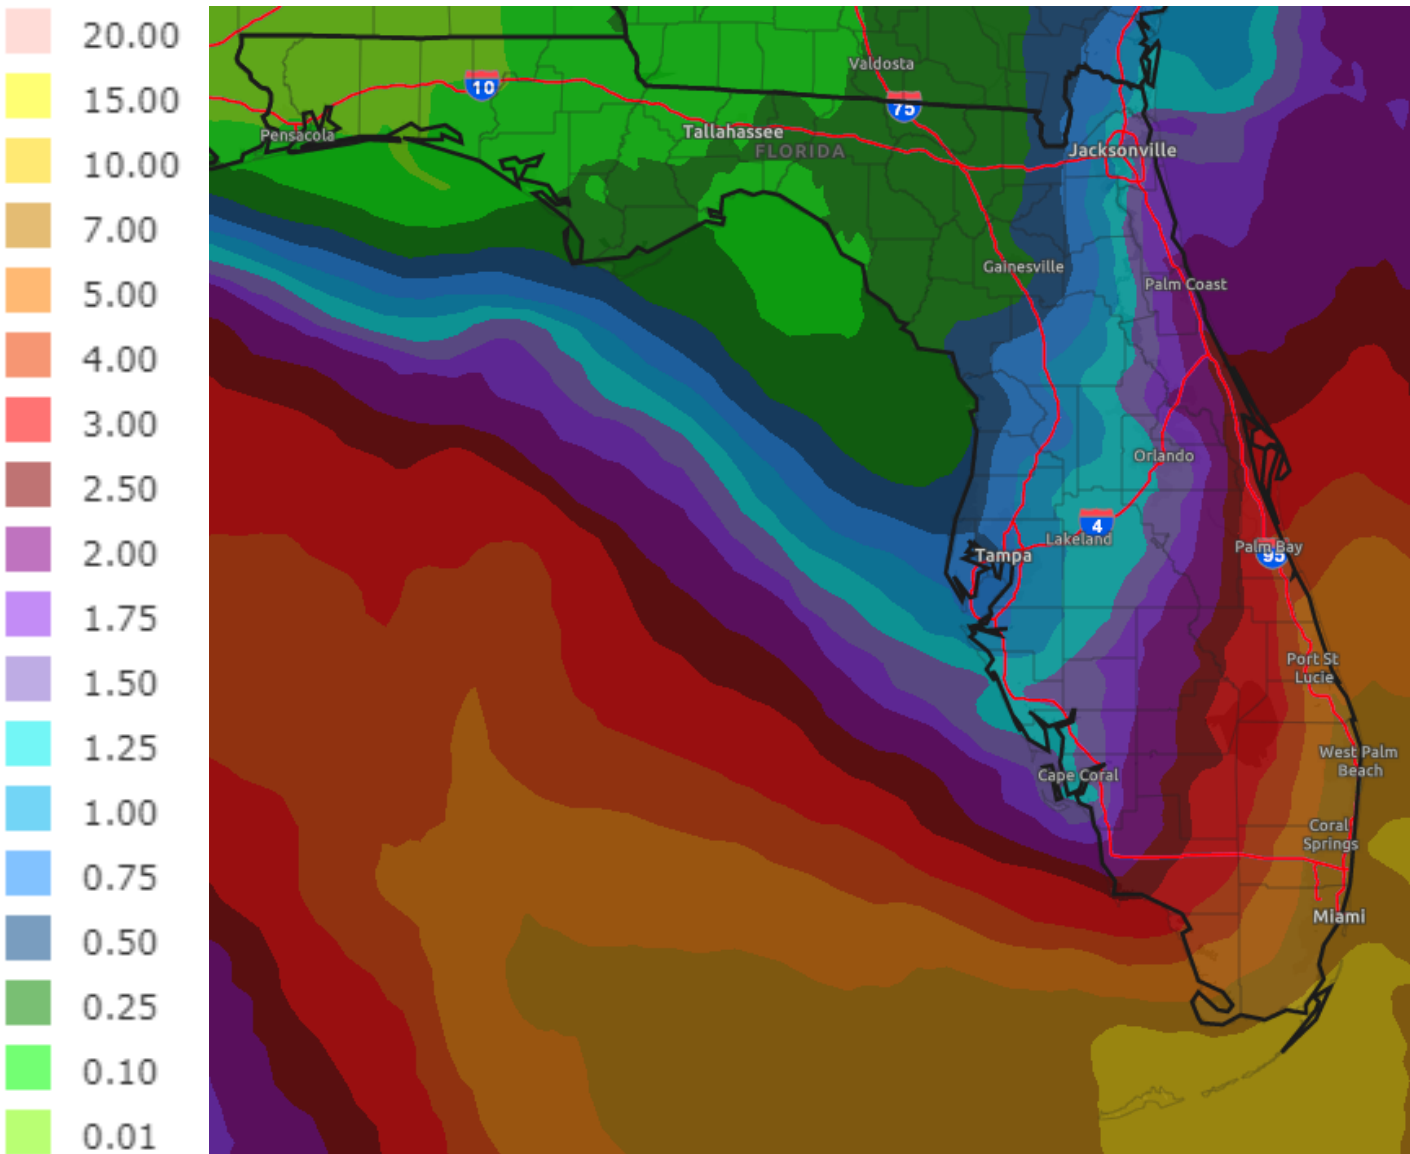 20.00
15.00
10.00
7.00
5.00
4.00
3.00
2.50
2.00
1.75
1.50
1.25
1.00
0.75
0.50
0.25
0.10
0.01
Valdosta
10
75
Pensacola
Tallahassee
FLORIDA
Jacksonville
Gainesville
Palm Coast
Orlando
4
Lakeland
Tampa
Palm Bay
95
Port St
Lucie
West Palm
Beach
Cape Coral
Coral
Springs
Miami